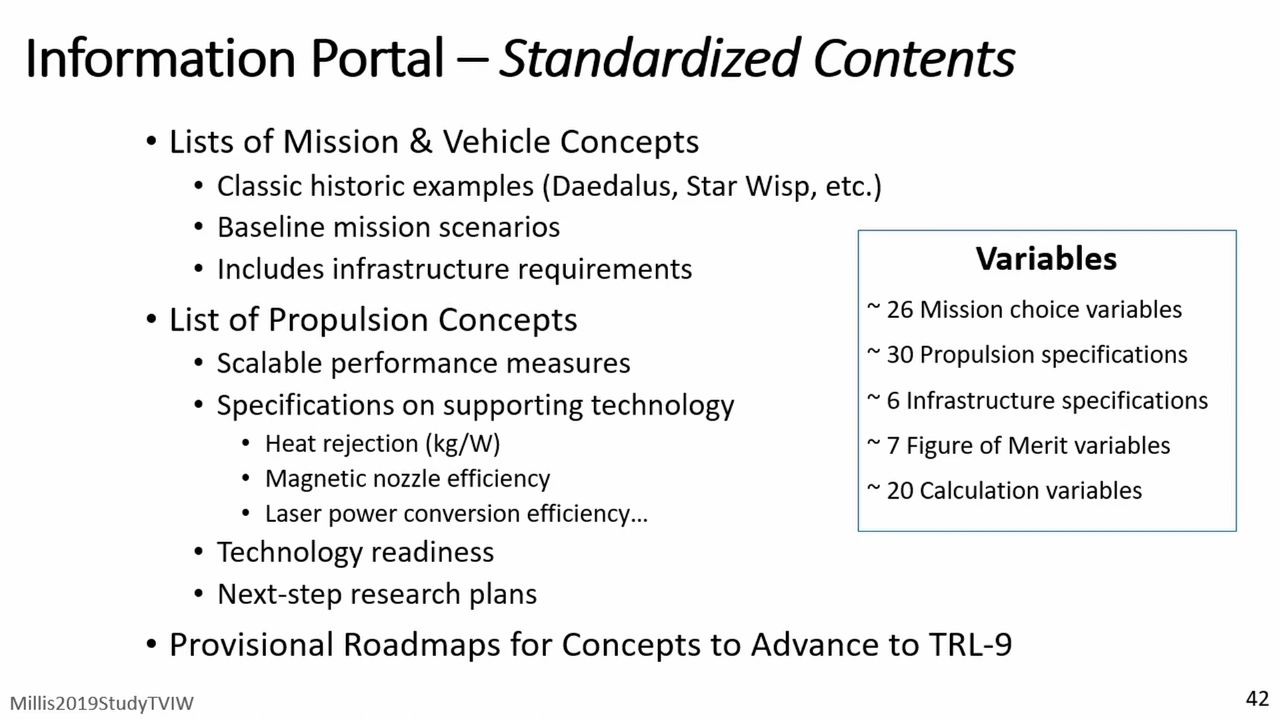 Information Portal – Standardized Contents
• Lists of Mission & Vehicle Concepts
• Classic historic examples (Daedalus, Star Wisp, etc.)
• Baseline mission scenarios
• Includes infrastructure requirements
• List of Propulsion Concepts
• Scalable performance measures
• Specifications on supporting technology
• Heat rejection (kg/W)
• Magnetic nozzle efficiency
• Laser power conversion efficiency…
• Technology readiness
• Next-step research plans
• Provisional Roadmaps for Concepts to Advance to TRL-9
Variables
~ 26 Mission choice variables
~ 30 Propulsion specifications
~ 6 Infrastructure specifications
~ 7 Figure of Merit variables
~ 20 Calculation variables
Millis2019StudyTVIW
42